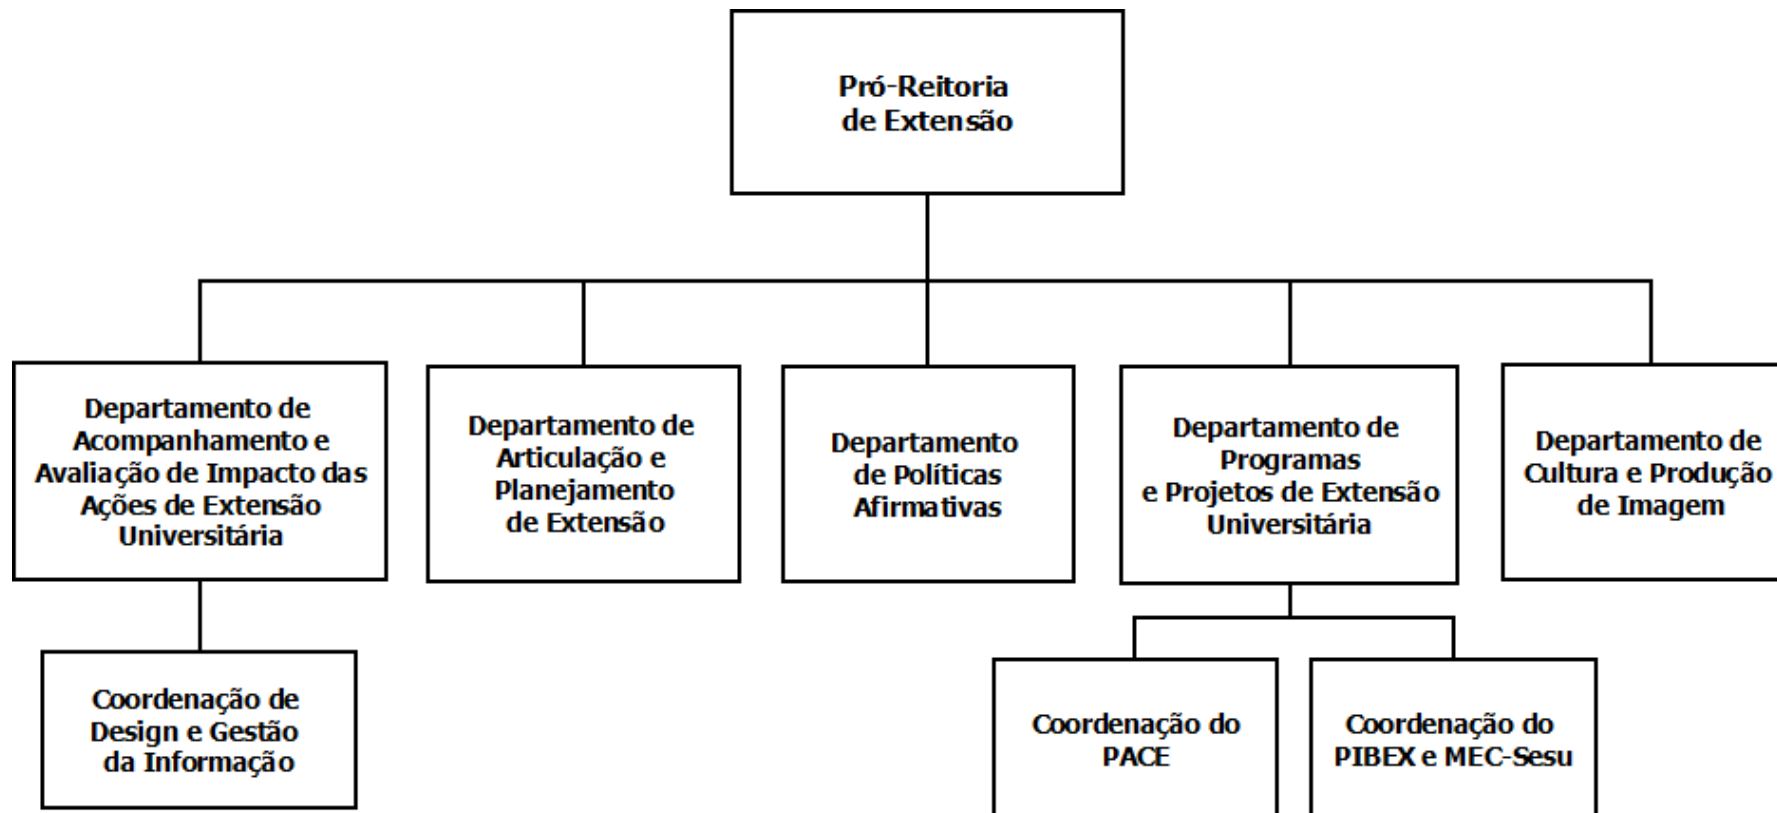 Pró-Reitoria
de Extensão
Departamento de
Acompanhamento e
Avaliação de Impacto das
Ações de Extensão
Universitária
Departamento de
Articulação e
Planejamento
de Extensão
Departamento
de Políticas
Afirmativas
Departamento de
Programas
e Projetos de Extensão
Universitária
Departamento de
Cultura e Produção
de Imagem
Coordenação de
Design e Gestão
da Informação
Coordenação do
PACE
Coordenação do
PIBEX e MEC-Sesu